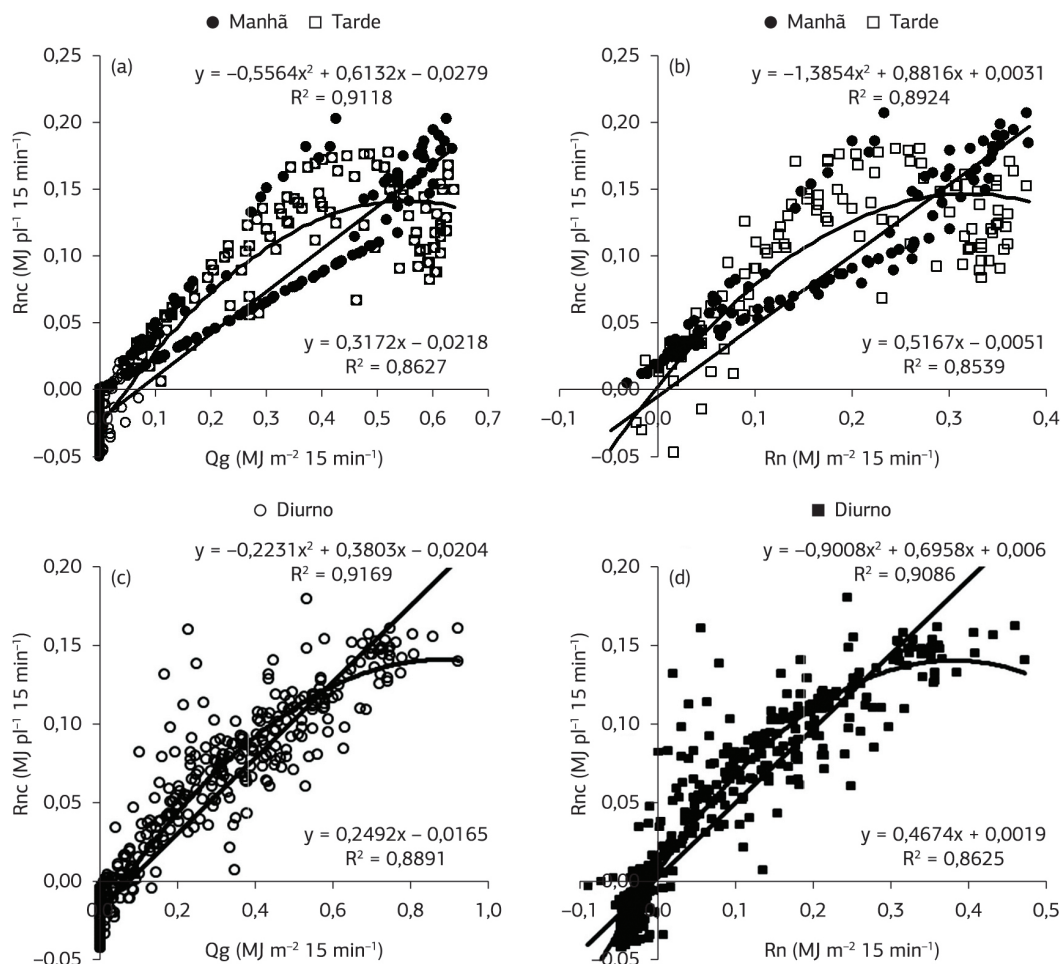 Manhã Tarde
(a)
y = –0,5564x² + 0,6132x – 0,0279
R² = 0,9118
0,25
0,20
0,15
0,10
0,05
0,00
–0,05
Rnc (MJ pl⁻¹ 15 min⁻¹)
y = 0,3172x – 0,0218
R² = 0,8627
0,0 0,1 0,2 0,3 0,4 0,5 0,6 0,7
Qg (MJ m⁻² 15 min⁻¹)
Manhã Tarde
(b)
y = –1,3854x² + 0,8816x + 0,0031
R² = 0,8924
0,25
0,20
0,15
0,10
0,05
0,00
–0,05
Rnc (MJ pl⁻¹ 15 min⁻¹)
y = 0,5167x – 0,0051
R² = 0,8539
–0,1 0,0 0,1 0,2 0,3 0,4
Rn (MJ m⁻² 15 min⁻¹)
Diurno
(c)
y = –0,2231x² + 0,3803x – 0,0204
R² = 0,9169
0,20
0,15
0,10
0,05
0,00
–0.05
Rnc (MJ pl⁻¹ 15 min⁻¹)
y = 0,2492x – 0,0165
R² = 0,8891
0,0 0,2 0,4 0,6 0,8 1,0
Qg (MJ m⁻² 15 min⁻¹)
Diurno
(d)
y = –0,9008x² + 0,6958x + 0,006
R² = 0,9086
0,20
0,15
0,10
0,05
0,00
–0.05
Rnc (MJ pl⁻¹ 15 min⁻¹)
y = 0,4674x + 0,0019
R² = 0,8625
–0,1 0,0 0,1 0,2 0,3 0,4 0,5
Rn (MJ m⁻² 15 min⁻¹)